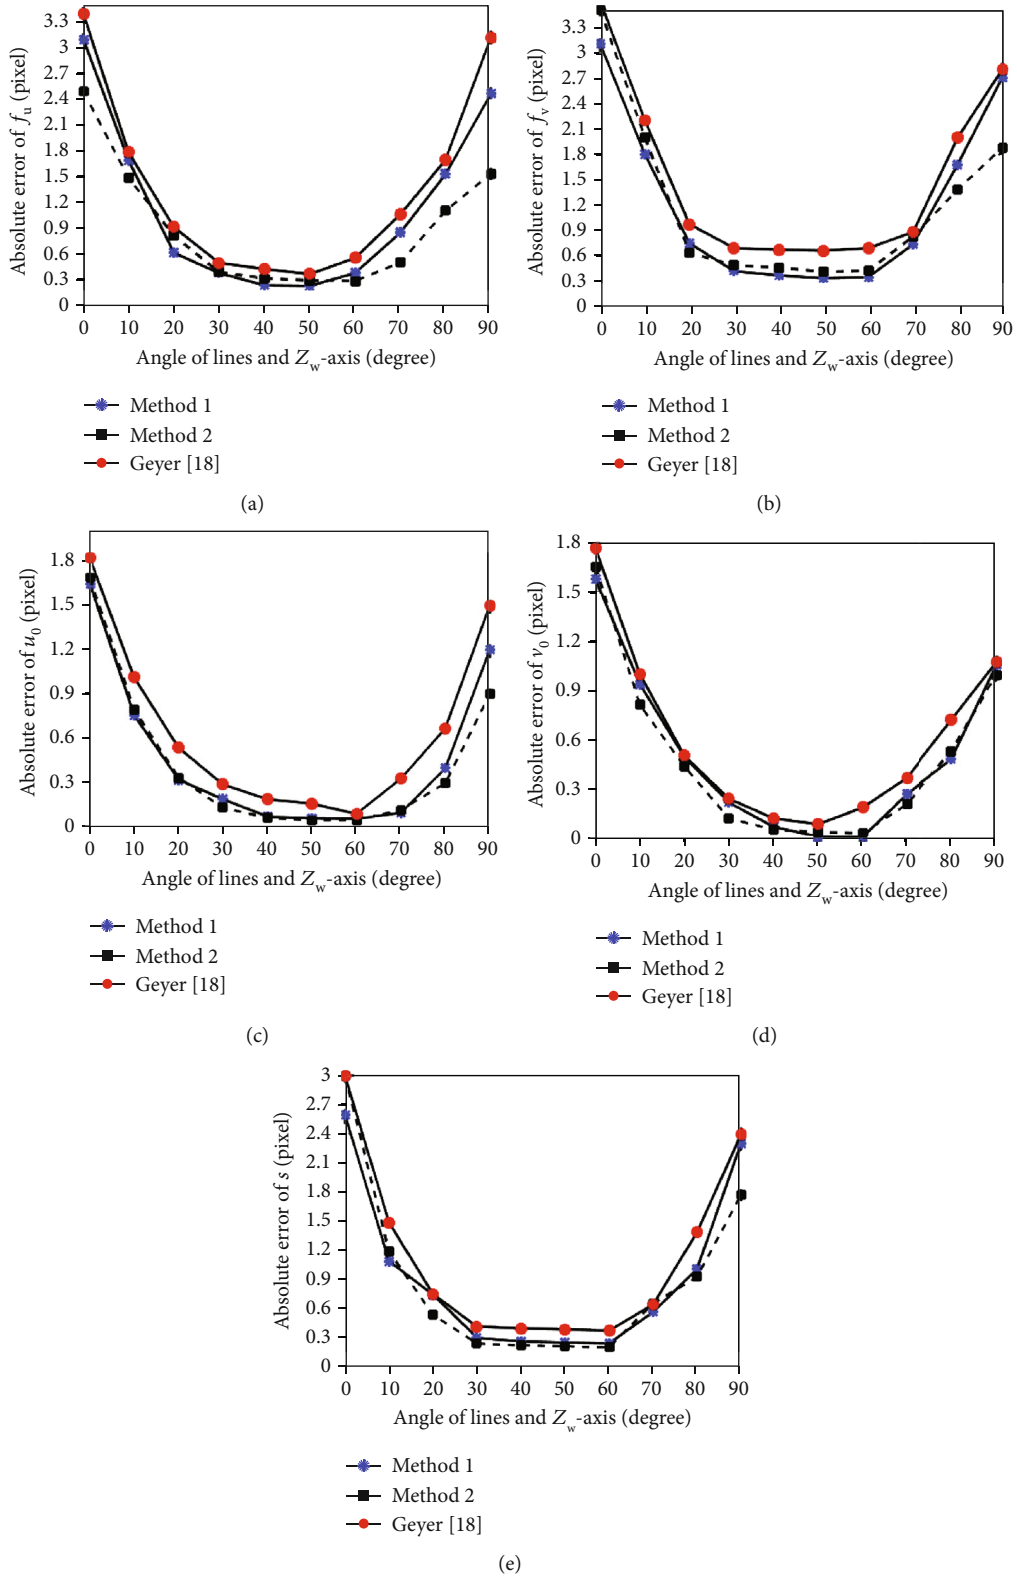 Absolute error of f_u (pixel)
3.3
3
2.7
2.4
2.1
1.8
1.5
1.2
0.9
0.6
0.3
0
0 10 20 30 40 50 60 70 80 90
Angle of lines and Z_w-axis (degree)
Method 1
Method 2
Geyer [18]
(a)
Absolute error of f_v (pixel)
3.5
3.3
3
2.7
2.4
2.1
1.8
1.5
1.2
0.9
0.6
0.3
0
0 10 20 30 40 50 60 70 80 90
Angle of lines and Z_w-axis (degree)
Method 1
Method 2
Geyer [18]
(b)
Absolute error of u_0 (pixel)
1.8
1.5
1.2
0.9
0.6
0.3
0
0 10 20 30 40 50 60 70 80 90
Angle of lines and Z_w-axis (degree)
Method 1
Method 2
Geyer [18]
(c)
Absolute error of v_0 (pixel)
1.8
1.5
1.2
0.9
0.6
0.3
0
0 10 20 30 40 50 60 70 80 90
Angle of lines and Z_w-axis (degree)
Method 1
Method 2
Geyer [18]
(d)
Absolute error of s (pixel)
3
2.7
2.4
2.1
1.8
1.5
1.2
0.9
0.6
0.3
0
0 10 20 30 40 50 60 70 80 90
Angle of lines and Z_w-axis (degree)
Method 1
Method 2
Geyer [18]
(e)